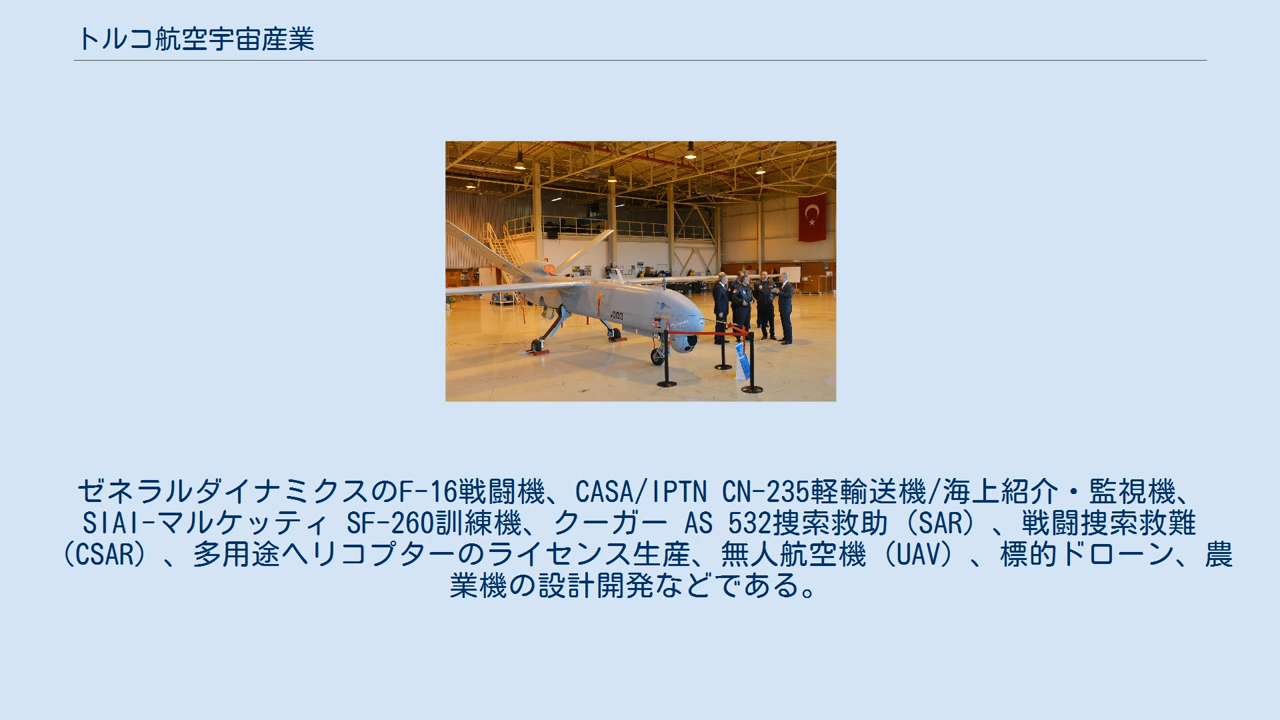 トルコ航空宇宙産業
ゼネラルダイナミクスのF-16戦闘機、CASA/IPTN CN-235軽輸送機/海上紹介・監視機、
SIAI-マルケッティ SF-260訓練機、クーガー AS 532捜索救助（SAR）、戦闘捜索救難
（CSAR）、多用途ヘリコプターのライセンス生産、無人航空機（UAV）、標的ドローン、農
業機の設計開発などである。